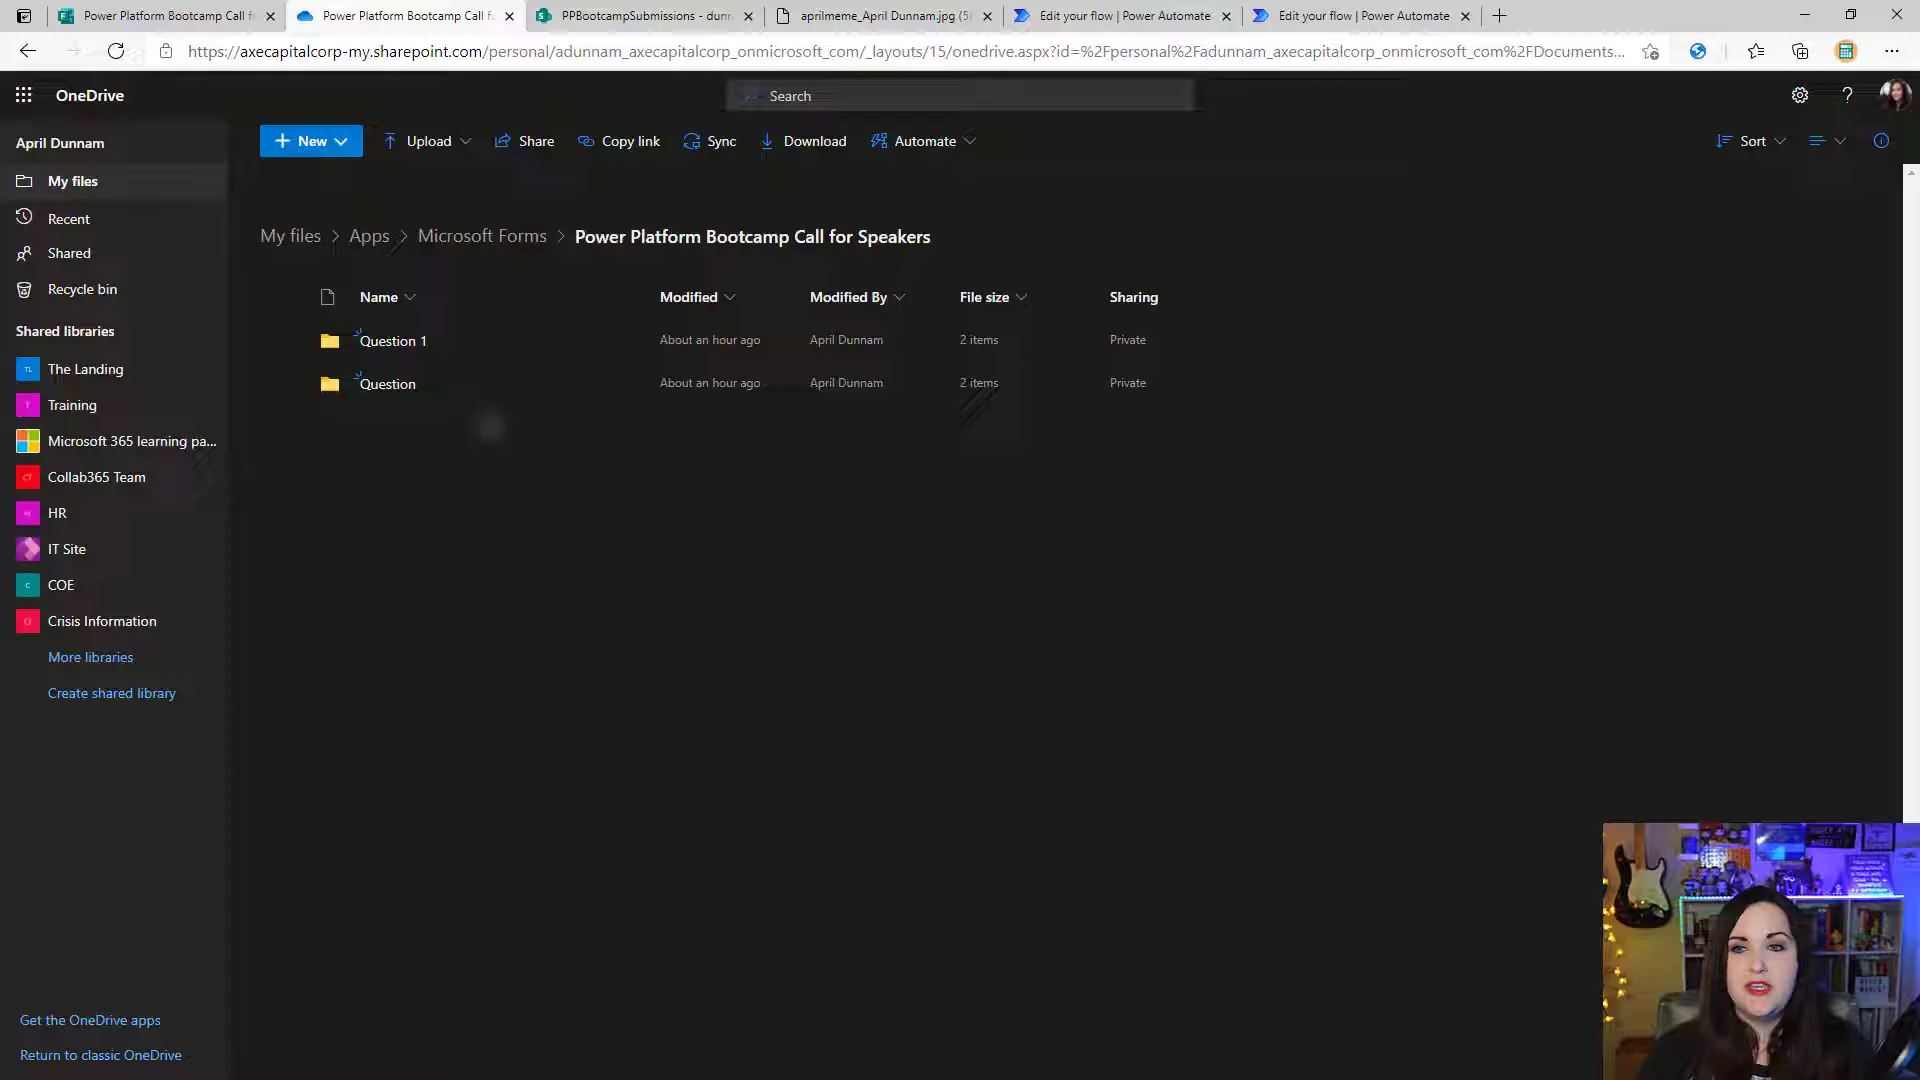 Power Platform Bootcamp Call f
Power Platform Bootcamp Call f
PPBootcampSubmissions - dunn
aprilmeme_April Dunnam.jpg (5
Edit your flow | Power Automate
Edit your flow | Power Automate
https://axecapitalcorp-my.sharepoint.com/personal/adunnam_axecapitalcorp_onmicrosoft_com/_layouts/15/onedrive.aspx?id=%2Fpersonal%2Fadunnam_axecapitalcorp_onmicrosoft_com%2FDocuments...
OneDrive
Search
?
April Dunnam
New
Upload
Share
Copy link
Sync
Download
Automate
Sort
My files
Recent
Shared
Recycle bin
Shared libraries
TL The Landing
T Training
Microsoft 365 learning pa...
CT Collab365 Team
HR
IT Site
C COE
CI Crisis Information
More libraries
Create shared library
Get the OneDrive apps
Return to classic OneDrive
My files > Apps > Microsoft Forms > Power Platform Bootcamp Call for Speakers
Name Modified Modified By File size Sharing
Question 1 About an hour ago April Dunnam 2 items Private
Question About an hour ago April Dunnam 2 items Private